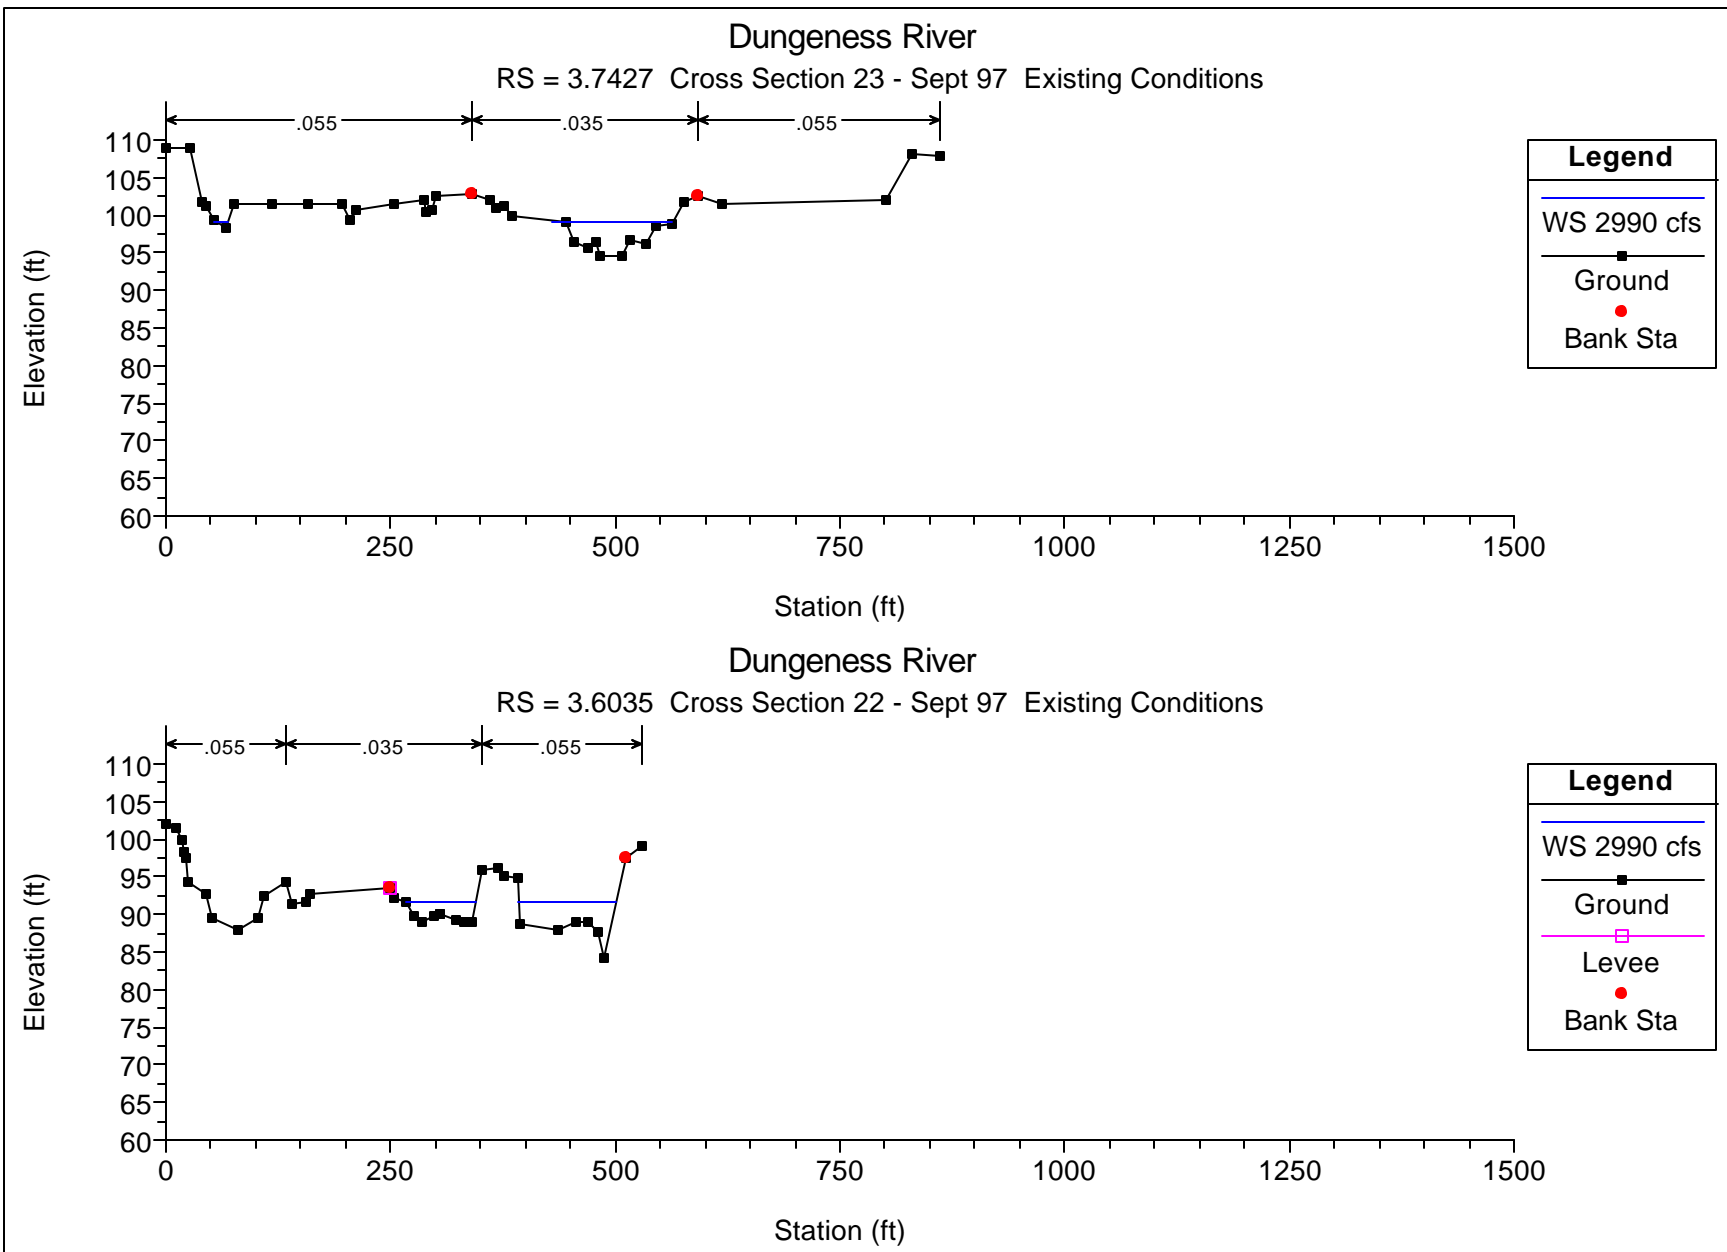 Dungeness River
RS = 3.7427 Cross Section 23 - Sept 97 Existing Conditions
.055 .035 .055
110
105
100
95
90
85
80
75
70
65
60
Elevation (ft)
0 250 500 750 1000 1250 1500
Station (ft)
Legend
WS 2990 cfs
Ground
Bank Sta
Dungeness River
RS = 3.6035 Cross Section 22 - Sept 97 Existing Conditions
.055 .035 .055
110
105
100
95
90
85
80
75
70
65
60
Elevation (ft)
0 250 500 750 1000 1250 1500
Station (ft)
Legend
WS 2990 cfs
Ground
Levee
Bank Sta